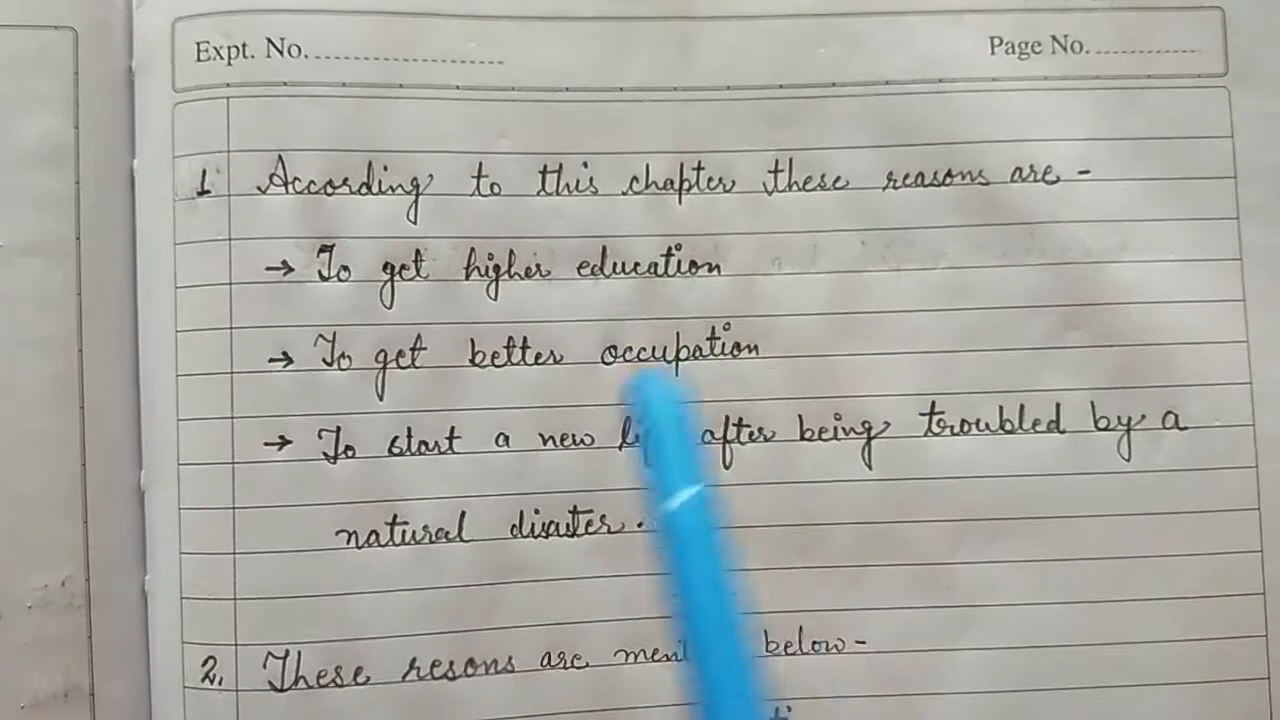 Expt. No.
Page No.
1. According to this chapter these reasons are -
→ To get higher education
→ To get better occupation
→ To start a new after being troubled by a
natural disaster.
2. These resons are below-